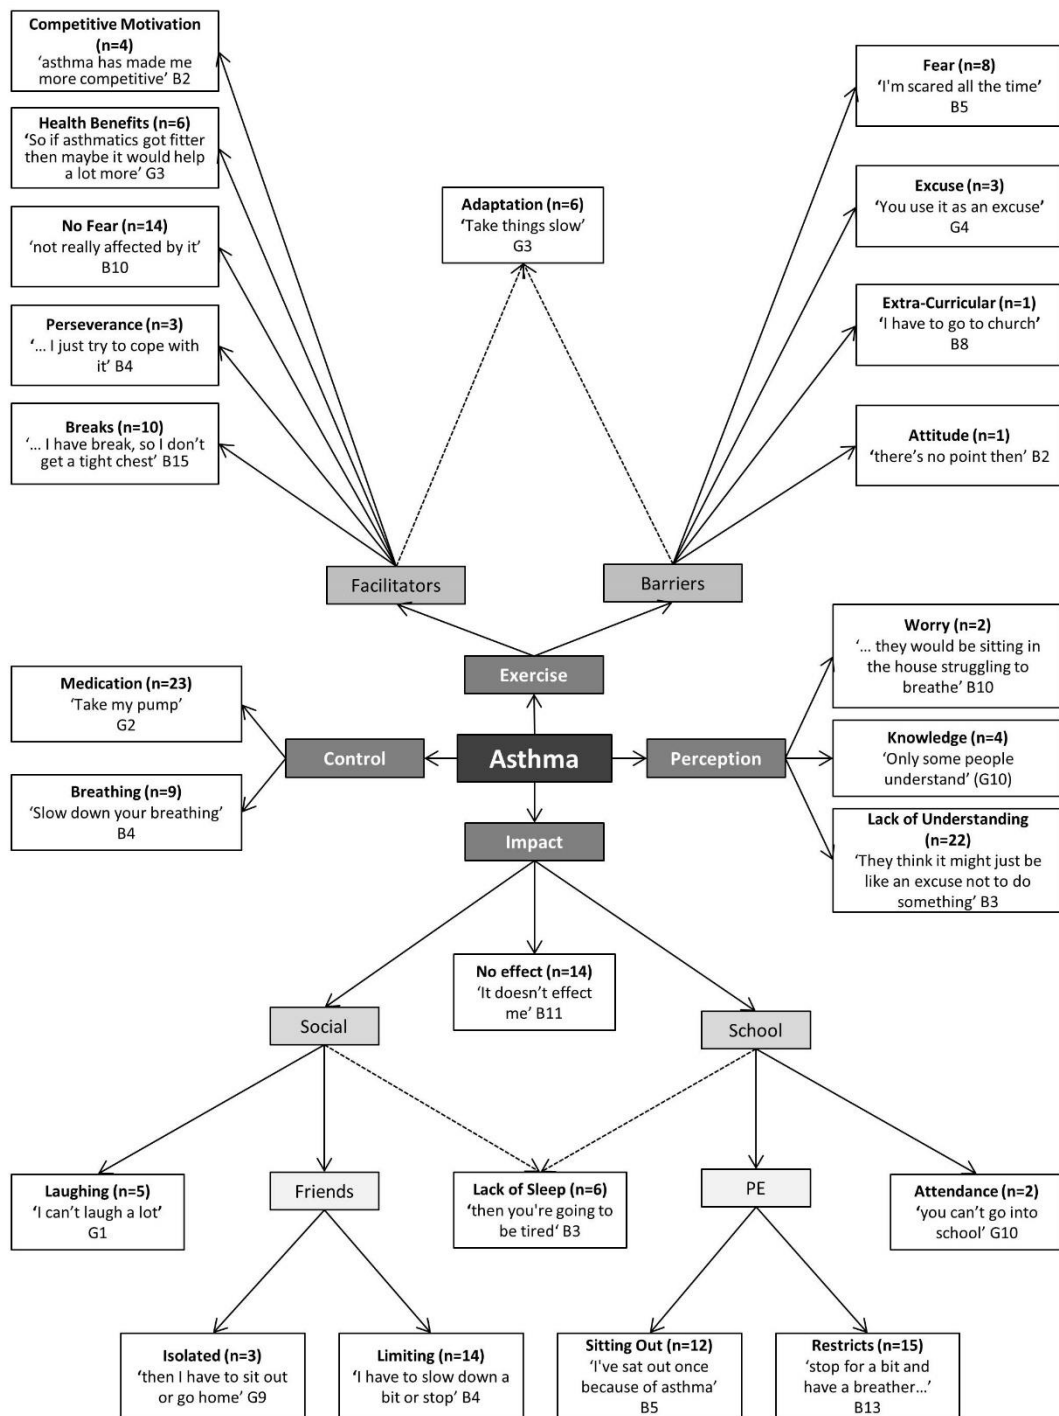 Competitive Motivation
(n=4)
‘asthma has made me
more competitive’ B2
Health Benefits (n=6)
‘So if asthmatics got fitter
then maybe it would help
a lot more’ G3
No Fear (n=14)
‘not really affected by it’
B10
Perseverance (n=3)
‘... I just try to cope with
it’ B4
Breaks (n=10)
‘... I have break, so I don’t
get a tight chest’ B15
Adaptation (n=6)
‘Take things slow’
G3
Fear (n=8)
‘I'm scared all the time’
B5
Excuse (n=3)
‘You use it as an excuse’
G4
Extra-Curricular (n=1)
‘I have to go to church’
B8
Attitude (n=1)
‘there’s no point then’ B2
Facilitators
Barriers
Exercise
Medication (n=23)
‘Take my pump’
G2
Breathing (n=9)
‘Slow down your breathing’
B4
Control
Asthma
Perception
Worry (n=2)
‘... they would be sitting in
the house struggling to
breathe’ B10
Knowledge (n=4)
‘Only some people
understand’ (G10)
Lack of Understanding
(n=22)
‘They think it might just be
like an excuse not to do
something’ B3
Impact
No effect (n=14)
‘It doesn’t effect
me’ B11
Social
School
Laughing (n=5)
‘I can’t laugh a lot’
G1
Friends
Lack of Sleep (n=6)
‘then you're going to
be tired‘ B3
PE
Attendance (n=2)
‘you can’t go into
school’ G10
Isolated (n=3)
‘then I have to sit out
or go home’ G9
Limiting (n=14)
‘I have to slow down a
bit or stop’ B4
Sitting Out (n=12)
‘I've sat out once
because of asthma’
B5
Restricts (n=15)
‘stop for a bit and
have a breather...’
B13